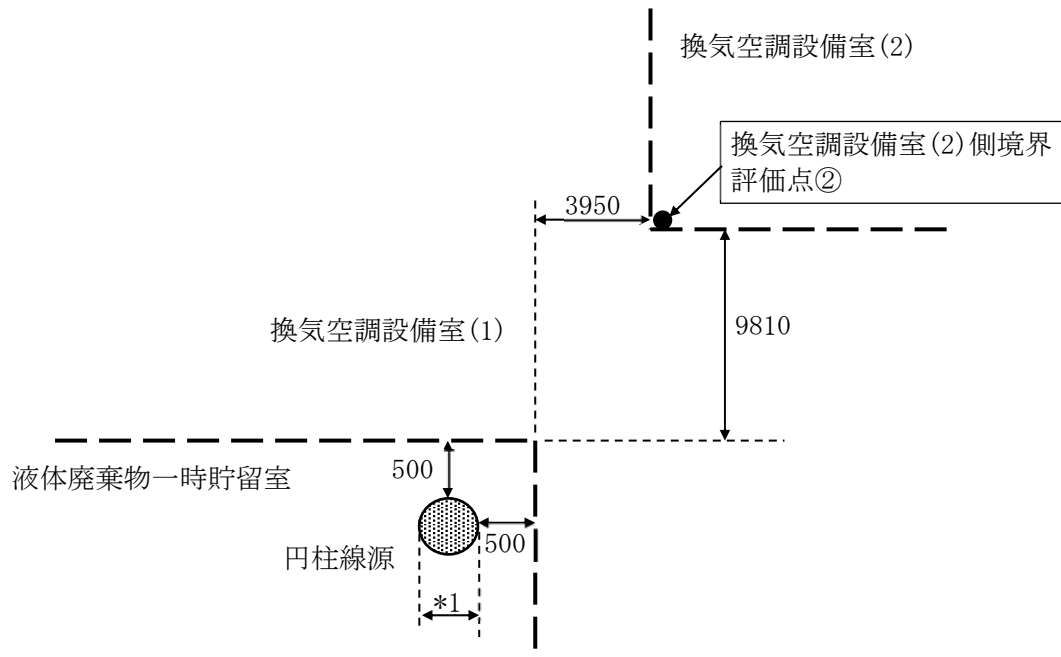 換気空調設備室(2)
換気空調設備室(2)側境界
評価点②
3950
換気空調設備室(1)
9810
液体廃棄物一時貯留室
500
500
円柱線源
*1